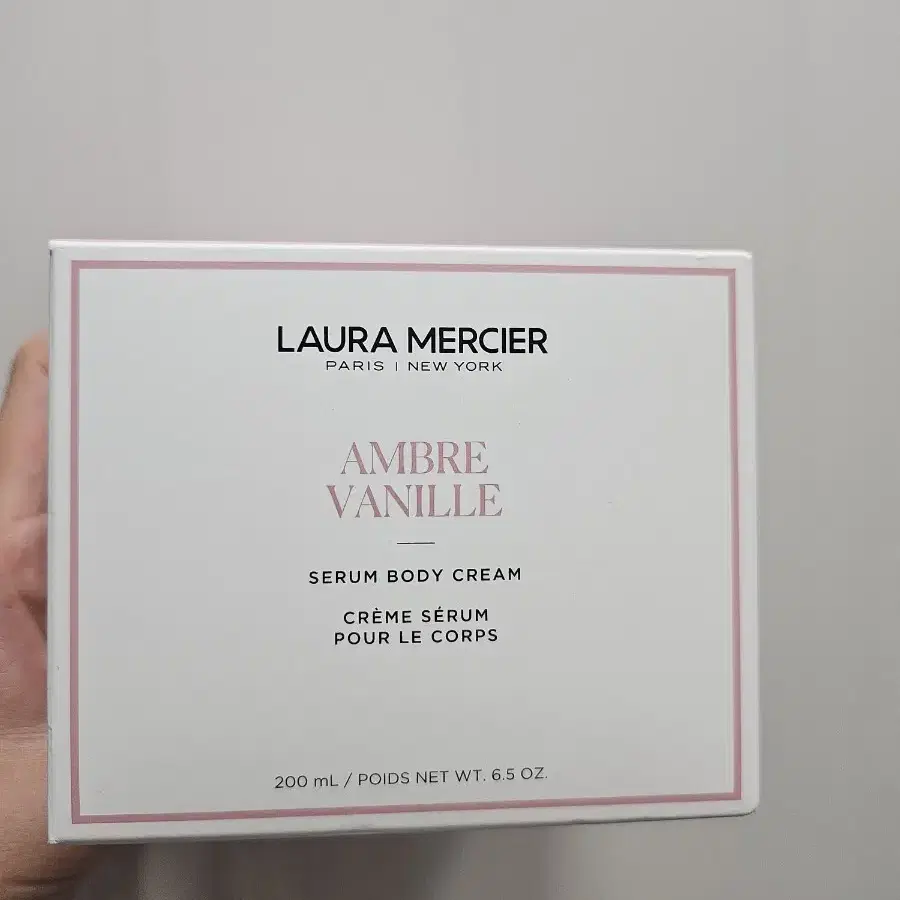 LAURA MERCIER
PARIS | NEW YORK
AMBRE
VANILLE
SERUM BODY CREAM
CRÈME SÉRUM
POUR LE CORPS
200 mL / POIDS NET WT. 6.5 OZ.